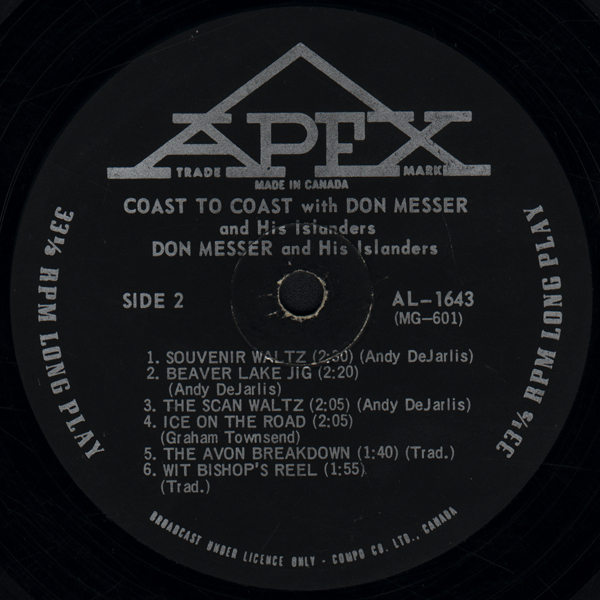 APEX
TRADE MARK
MADE IN CANADA
COAST TO COAST with DON MESSER
and His Islanders
DON MESSER and His Islanders
SIDE 2
AL-1643
(MG-601)
1. SOUVENIR WALTZ (2:30) (Andy DeJarlis)
2. BEAVER LAKE JIG (2:20)
(Andy DeJarlis)
3. THE SCAN WALTZ (2:05) (Andy DeJarlis)
4. ICE ON THE ROAD (2:05)
(Graham Townsend)
5. THE AVON BREAKDOWN (1:40) (Trad.)
6. WIT BISHOP'S REEL (1:55)
(Trad.)
33⅓ RPM LONG PLAY
33⅓ RPM LONG PLAY
BROADCAST UNDER LICENCE ONLY - COMPO CO. LTD., CANADA